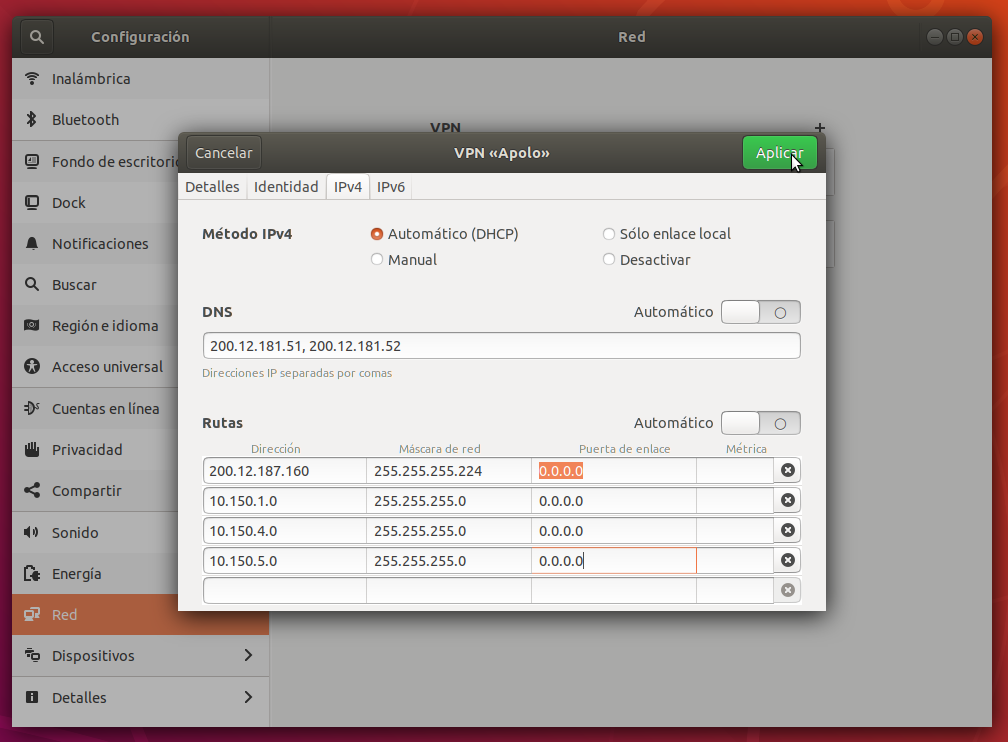 Configuración
Red
Inalámbrica
Bluetooth
Fondo de escritorio
Dock
Notificaciones
Buscar
Región e idioma
Acceso universal
Cuentas en línea
Privacidad
Compartir
Sonido
Energía
Red
Dispositivos
Detalles
VPN
+
Cancelar
VPN «Apolo»
Aplicar
Detalles Identidad IPv4 IPv6
Método IPv4 Automático (DHCP) Sólo enlace local
Manual Desactivar
DNS Automático
200.12.181.51, 200.12.181.52
Direcciones IP separadas por comas
Rutas Automático
Dirección Máscara de red Puerta de enlace Métrica
200.12.187.160 255.255.255.224 0.0.0.0
10.150.1.0 255.255.255.0 0.0.0.0
10.150.4.0 255.255.255.0 0.0.0.0
10.150.5.0 255.255.255.0 0.0.0.0